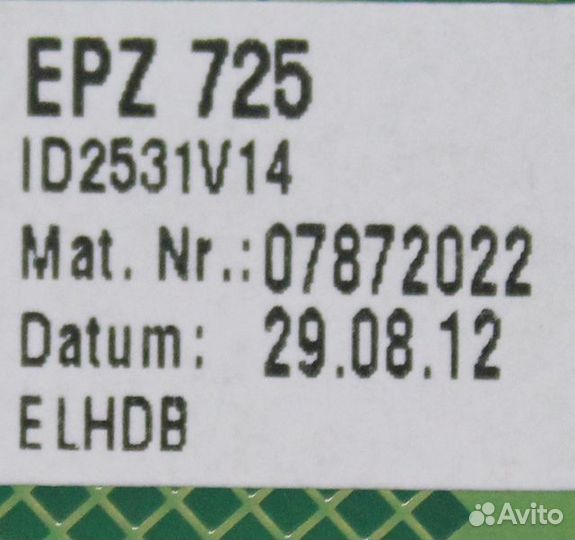 EPZ 725
ID2531V14
Mat. Nr.:07872022
Datum: 29.08.12
ELHDB
Avito